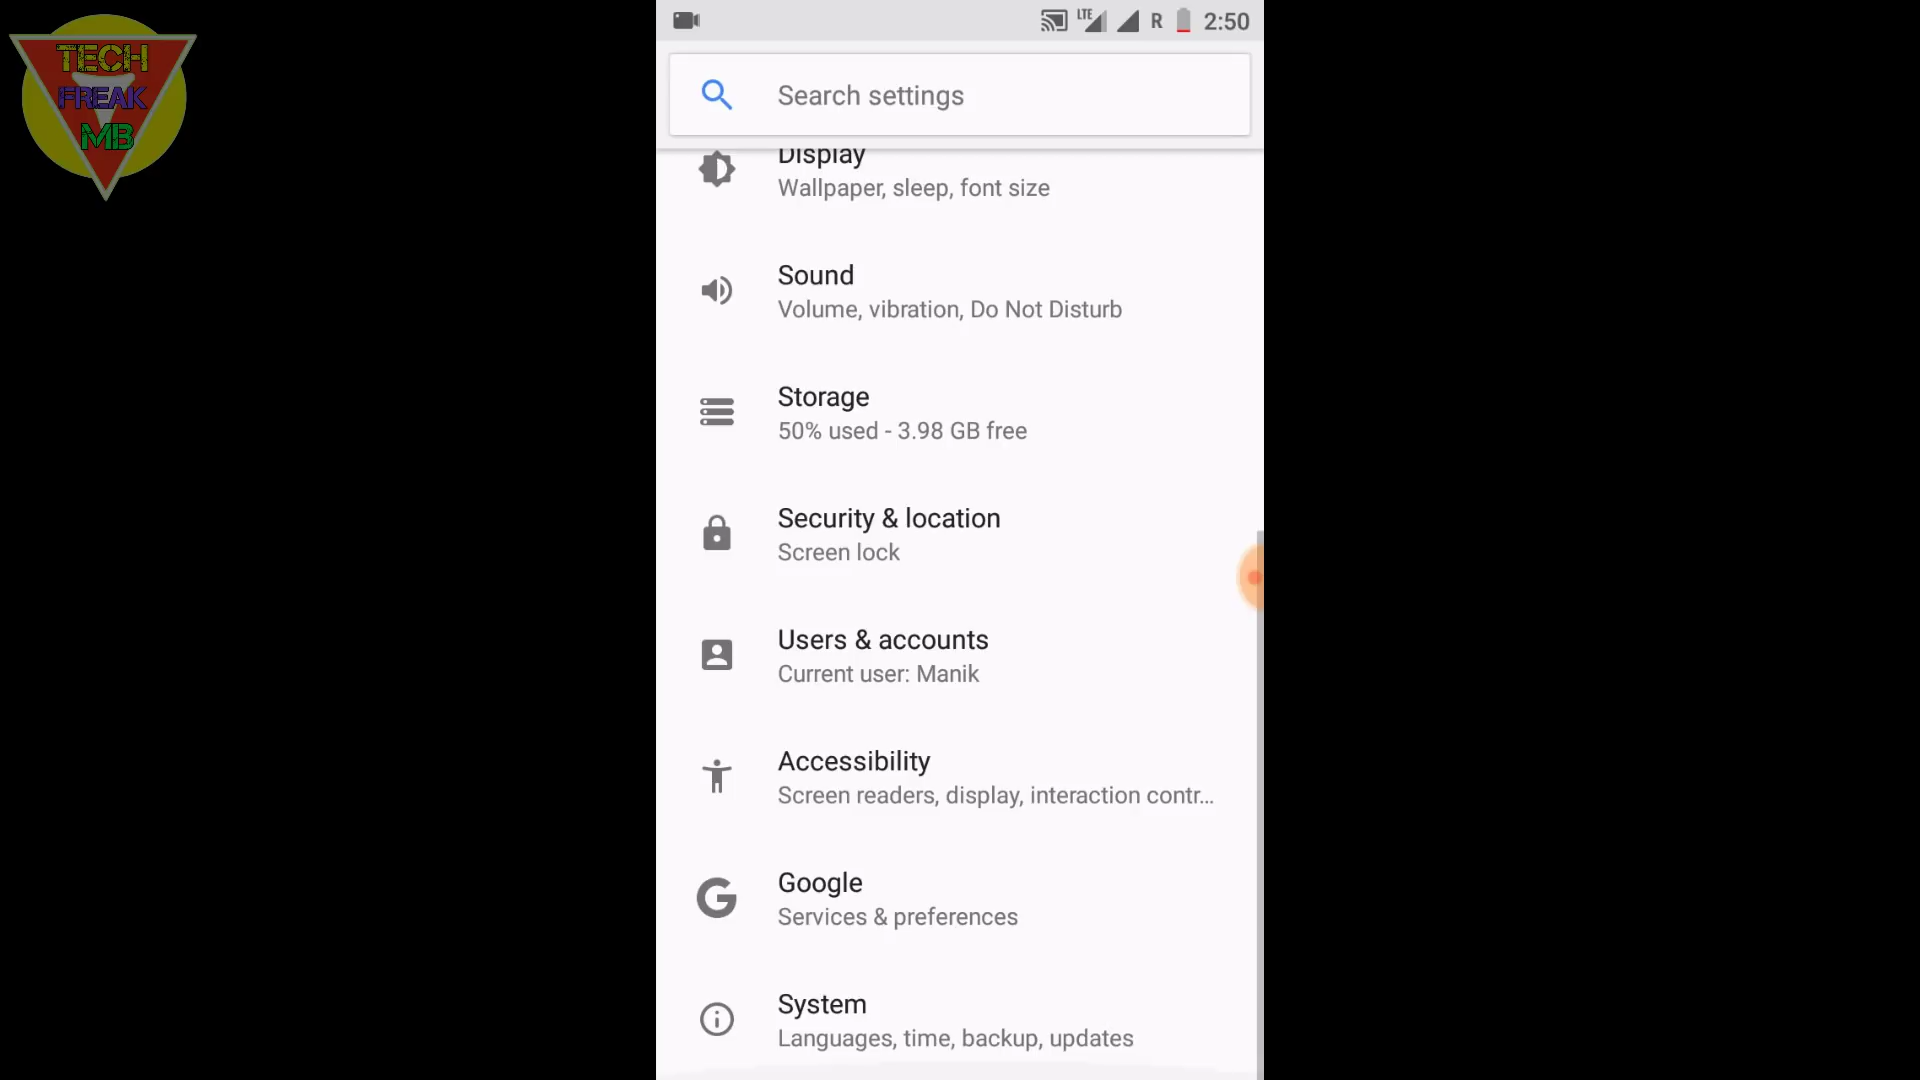 TECH
FREAK
MB
LTE R 2:50
Search settings
Display
Wallpaper, sleep, font size
Sound
Volume, vibration, Do Not Disturb
Storage
50% used - 3.98 GB free
Security & location
Screen lock
Users & accounts
Current user: Manik
Accessibility
Screen readers, display, interaction contr...
Google
Services & preferences
System
Languages, time, backup, updates